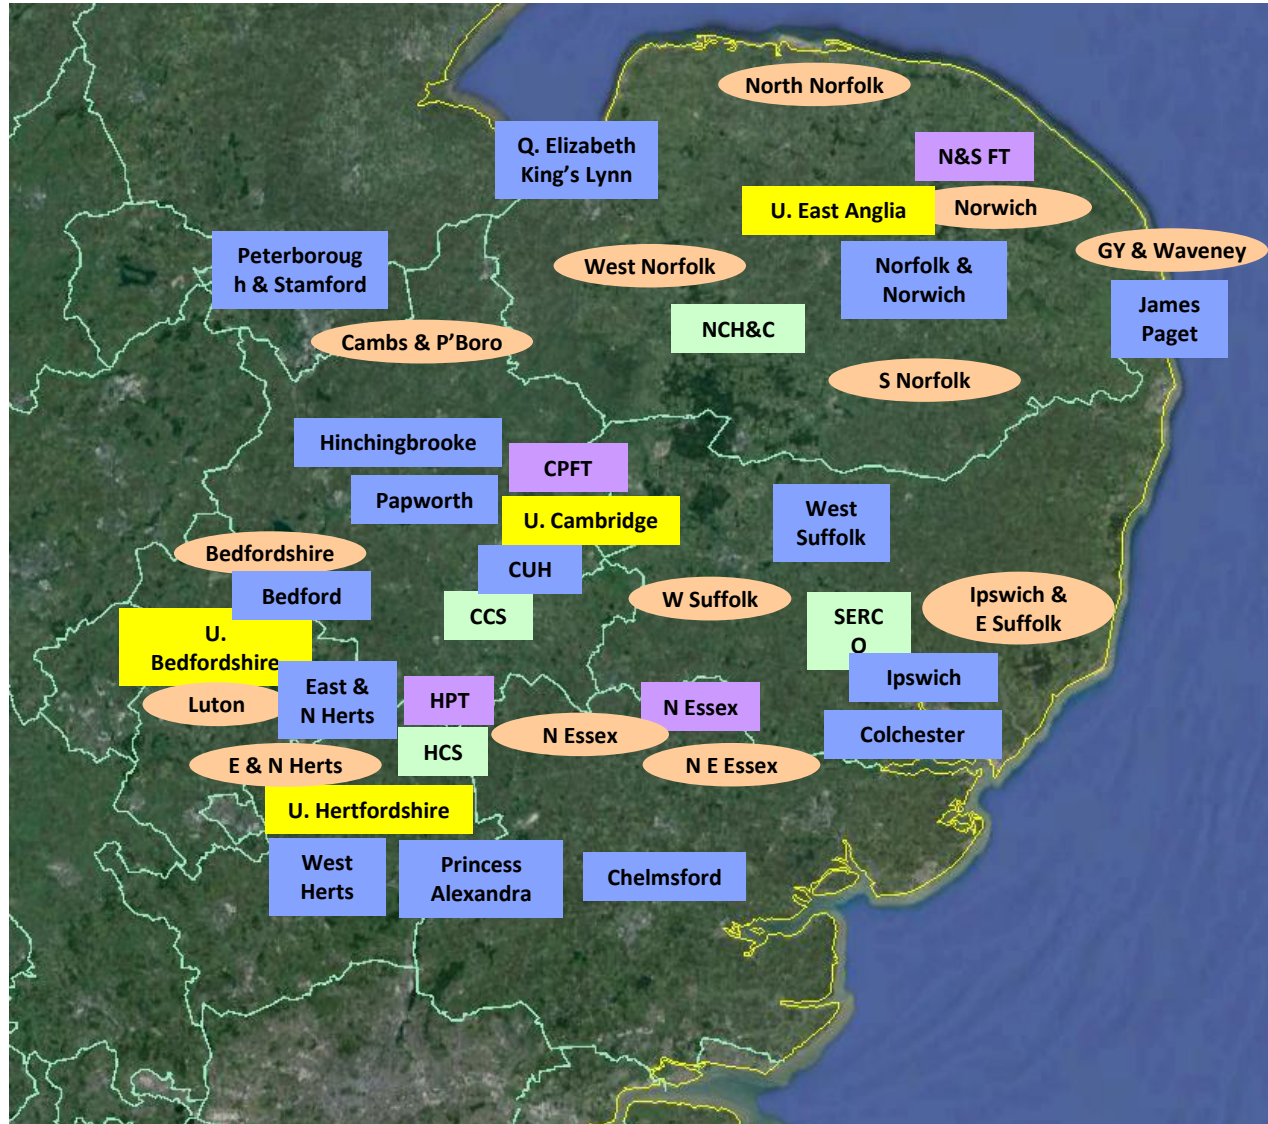 North Norfolk
Q. Elizabeth
King's Lynn
N&S FT
U. East Anglia
Norwich
Peterboroug
h & Stamford
West Norfolk
Norfolk &
Norwich
GY & Waveney
James
Paget
NCH&C
Cambs & P'Boro
S Norfolk
Hinchingbrooke
CPFT
Papworth
U. Cambridge
West
Suffolk
Bedfordshire
CUH
Bedford
CCS
W Suffolk
SERC
O
Ipswich &
E Suffolk
U.
Bedfordshire
East &
N Herts
Luton
HPT
N Essex
Ipswich
N Essex
Colchester
HCS
E & N Herts
N E Essex
U. Hertfordshire
West
Herts
Princess
Alexandra
Chelmsford